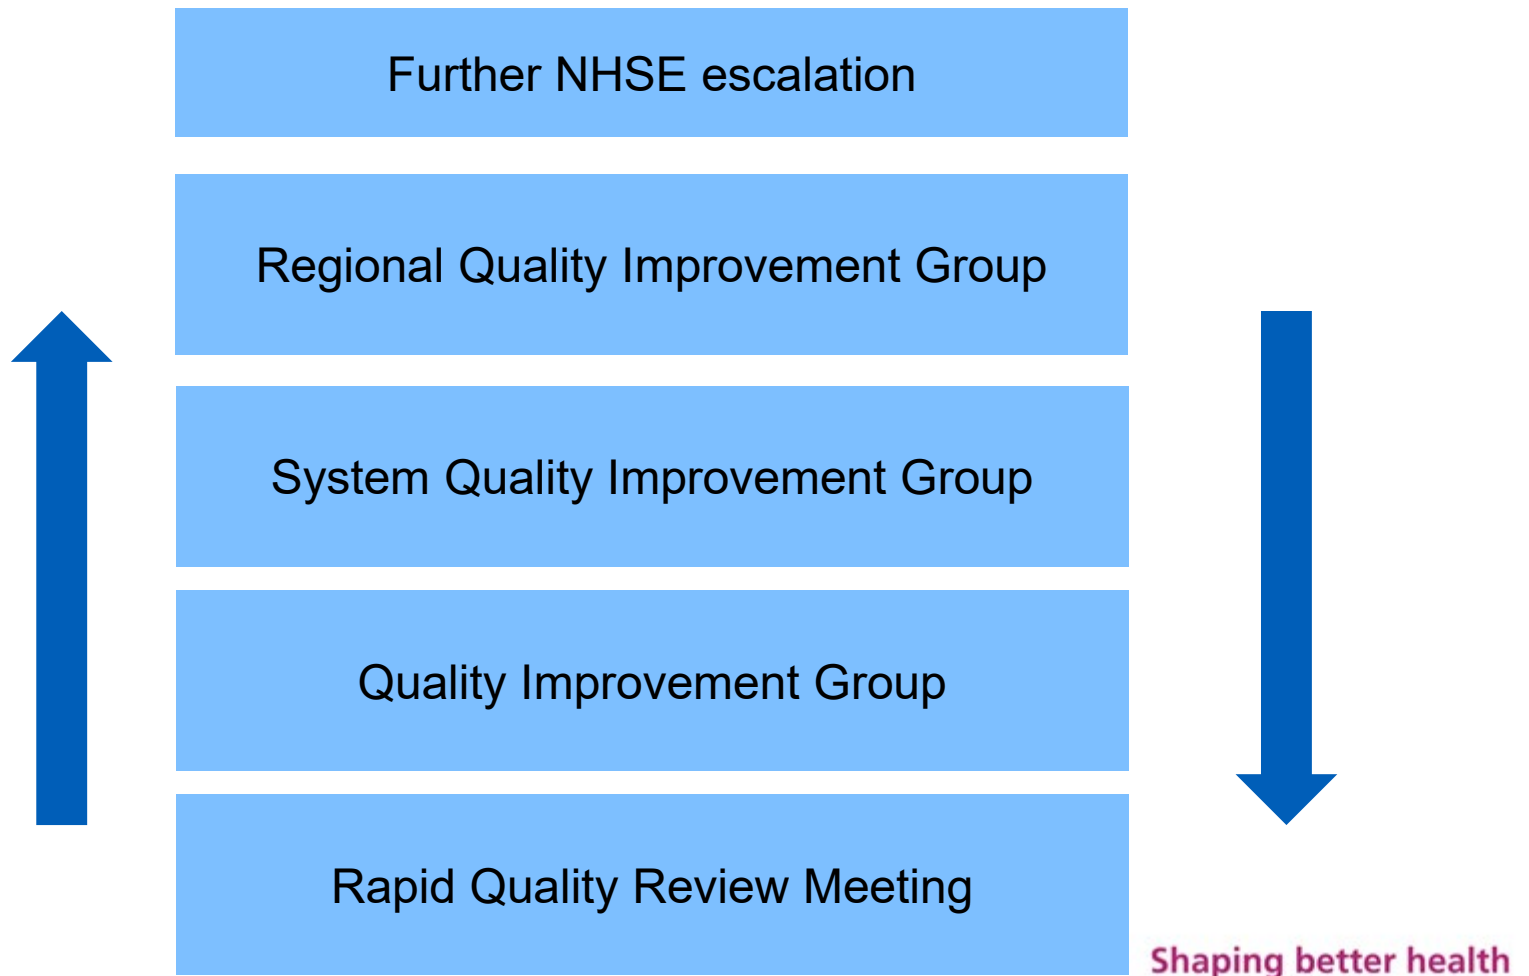 Further NHSE escalation
Regional Quality Improvement Group
System Quality Improvement Group
Quality Improvement Group
Rapid Quality Review Meeting
Shaping better health